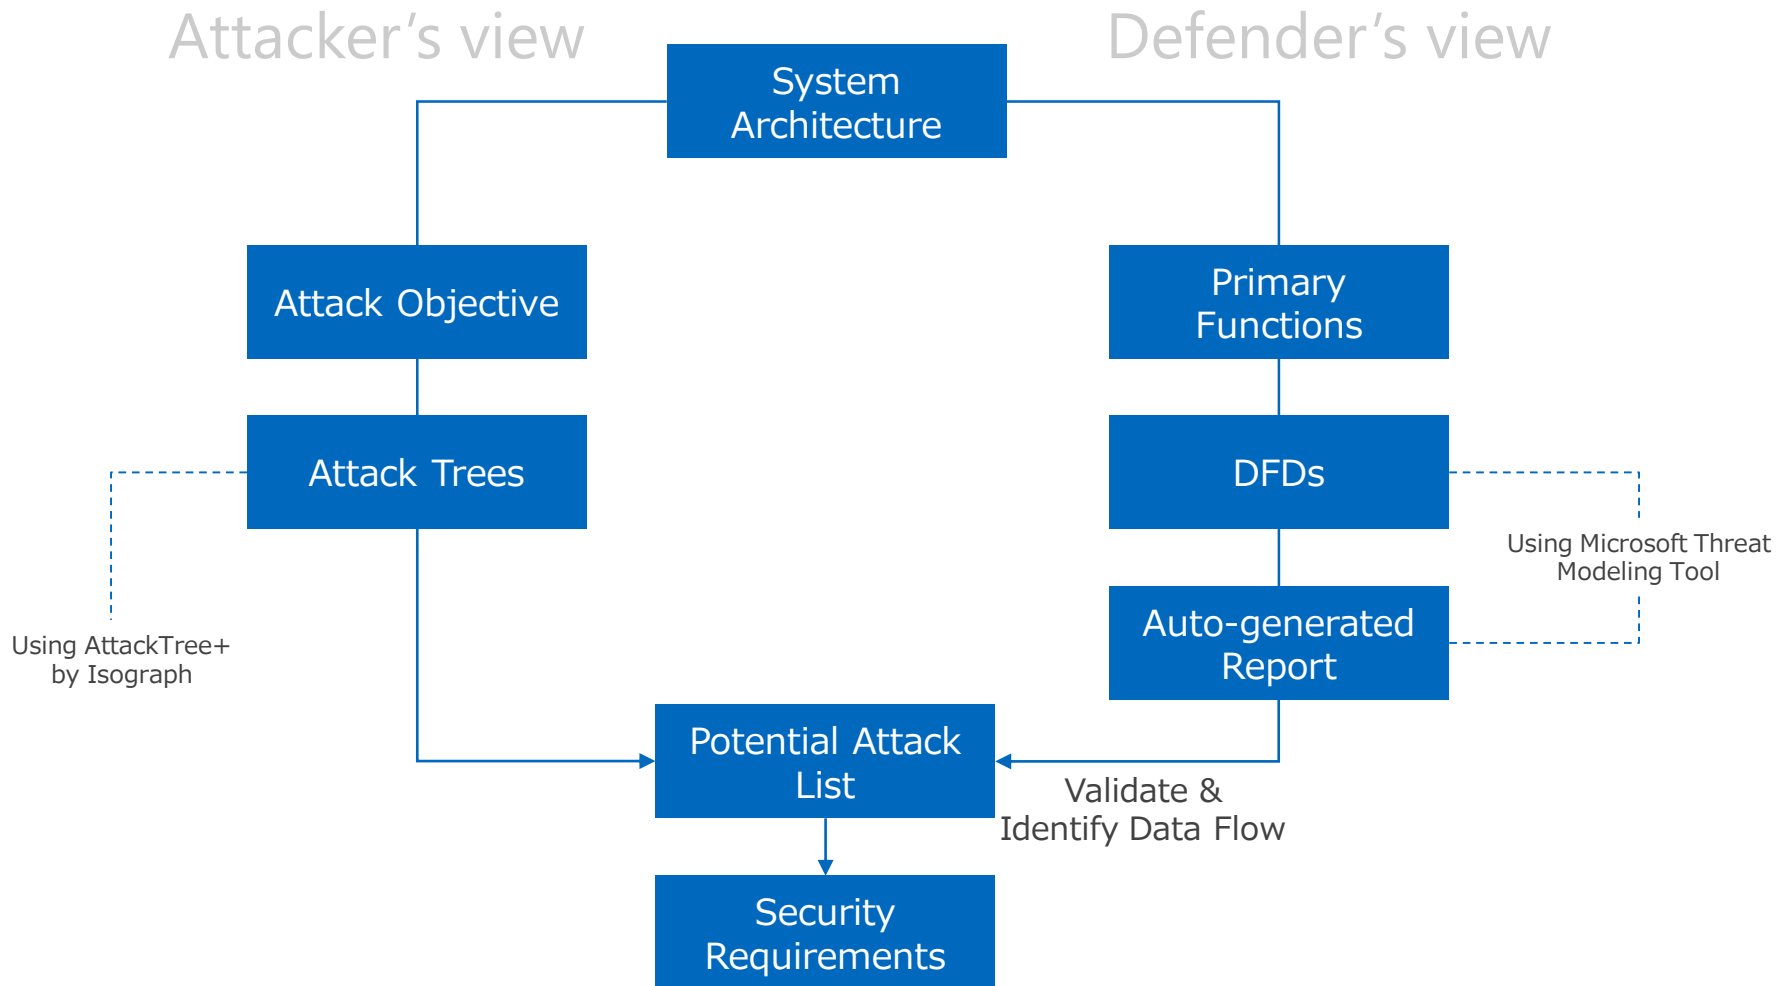 Attacker’s view
Defender’s view
System
Architecture
Attack Objective
Primary
Functions
Attack Trees
DFDs
Using Microsoft Threat
Modeling Tool
Using AttackTree+
by Isograph
Auto-generated
Report
Potential Attack
List
Validate &
Identify Data Flow
Security
Requirements